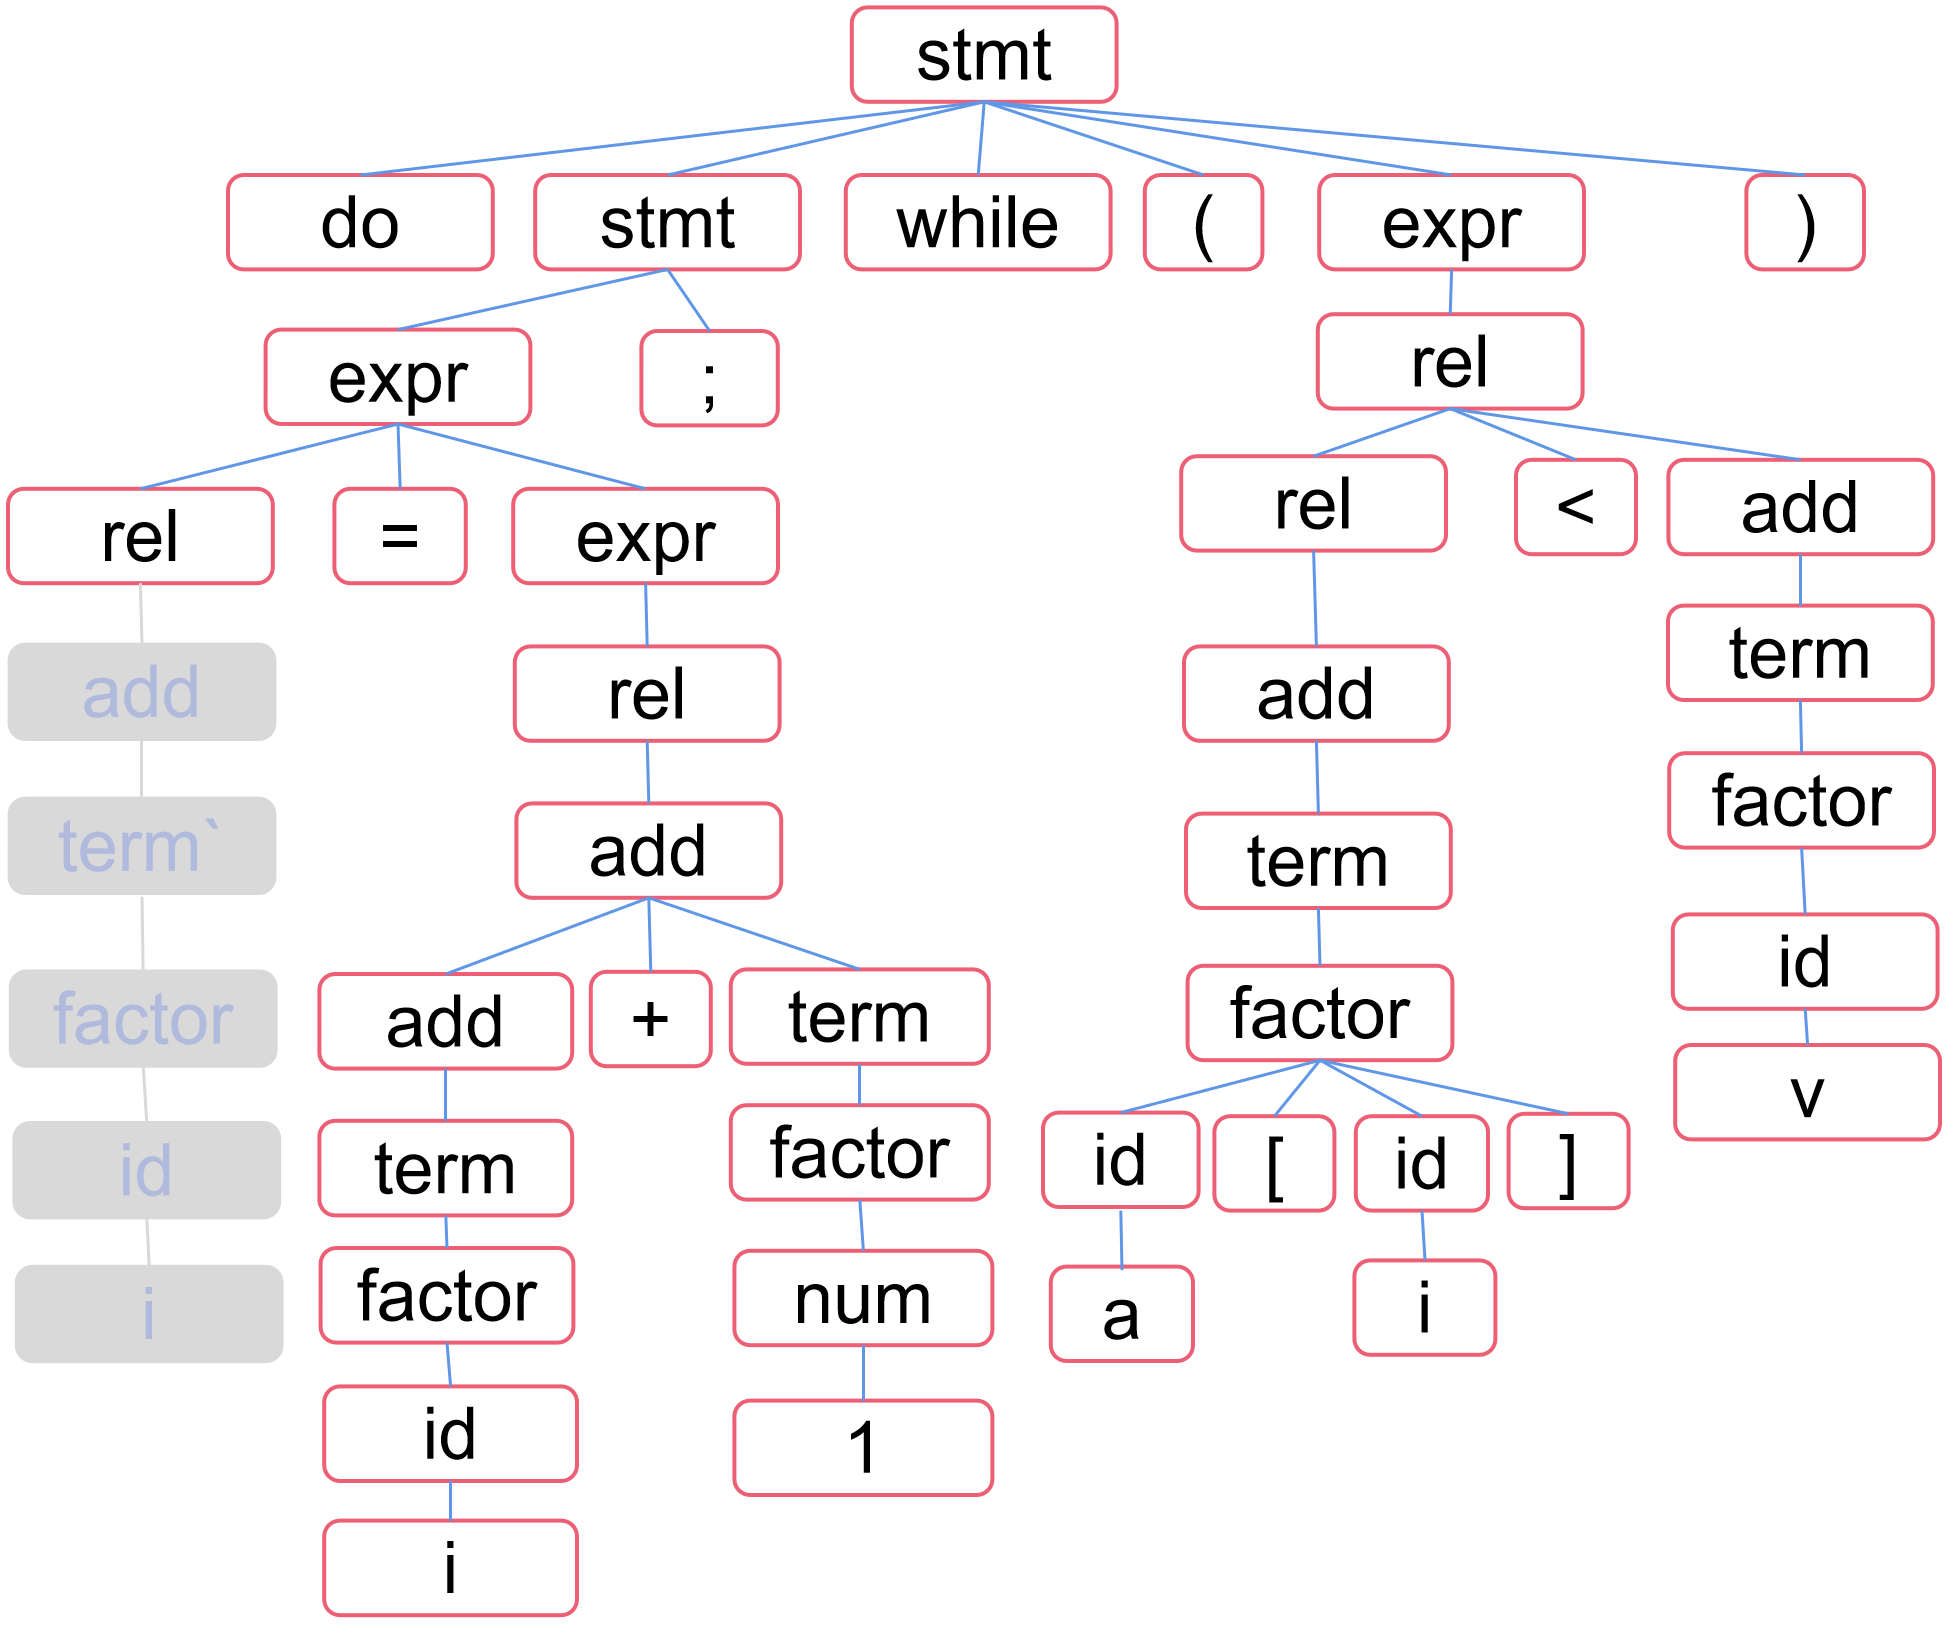 stmt
do stmt while ( expr )
expr ; rel
rel = expr rel < add
add rel add term
term` add term factor
factor add + term factor id
id term factor id [ id ] v
i factor num a i
id 1
i